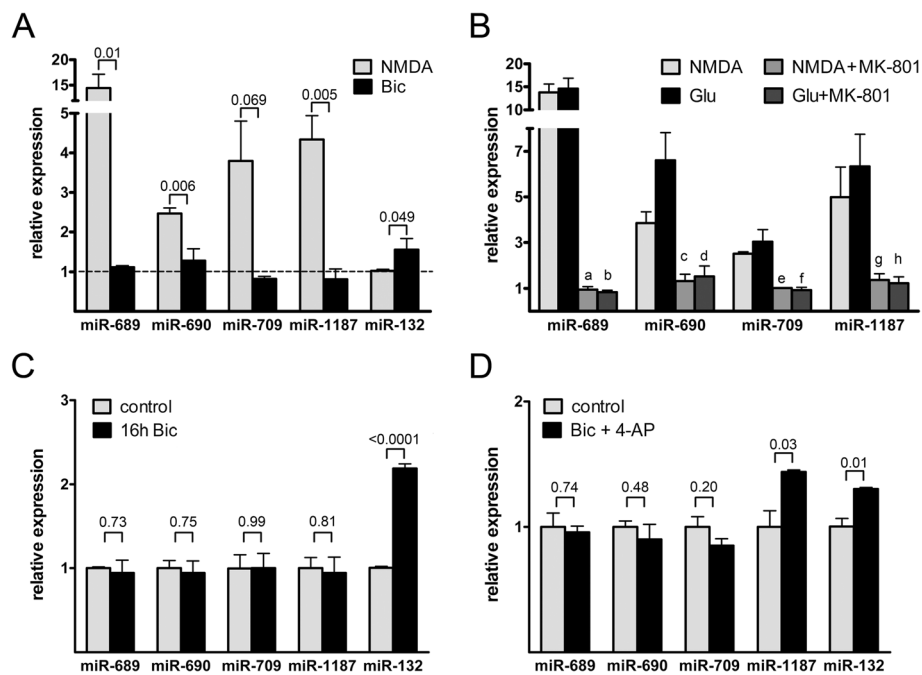 A
20
15
10
5
4
3
2
1
relative expression
NMDA
Bic
0.01
0.006
0.069
0.005
0.049
miR-689 miR-690 miR-709 miR-1187 miR-132
B
20
15
10
7
5
3
1
relative expression
NMDA NMDA+MK-801
Glu Glu+MK-801
a b c d e f g h
miR-689 miR-690 miR-709 miR-1187
C
3
2
1
relative expression
control
16h Bic
<0.0001
0.73 0.75 0.99 0.81
miR-689 miR-690 miR-709 miR-1187 miR-132
D
2
1
relative expression
control
Bic + 4-AP
0.74 0.48 0.20 0.03 0.01
miR-689 miR-690 miR-709 miR-1187 miR-132